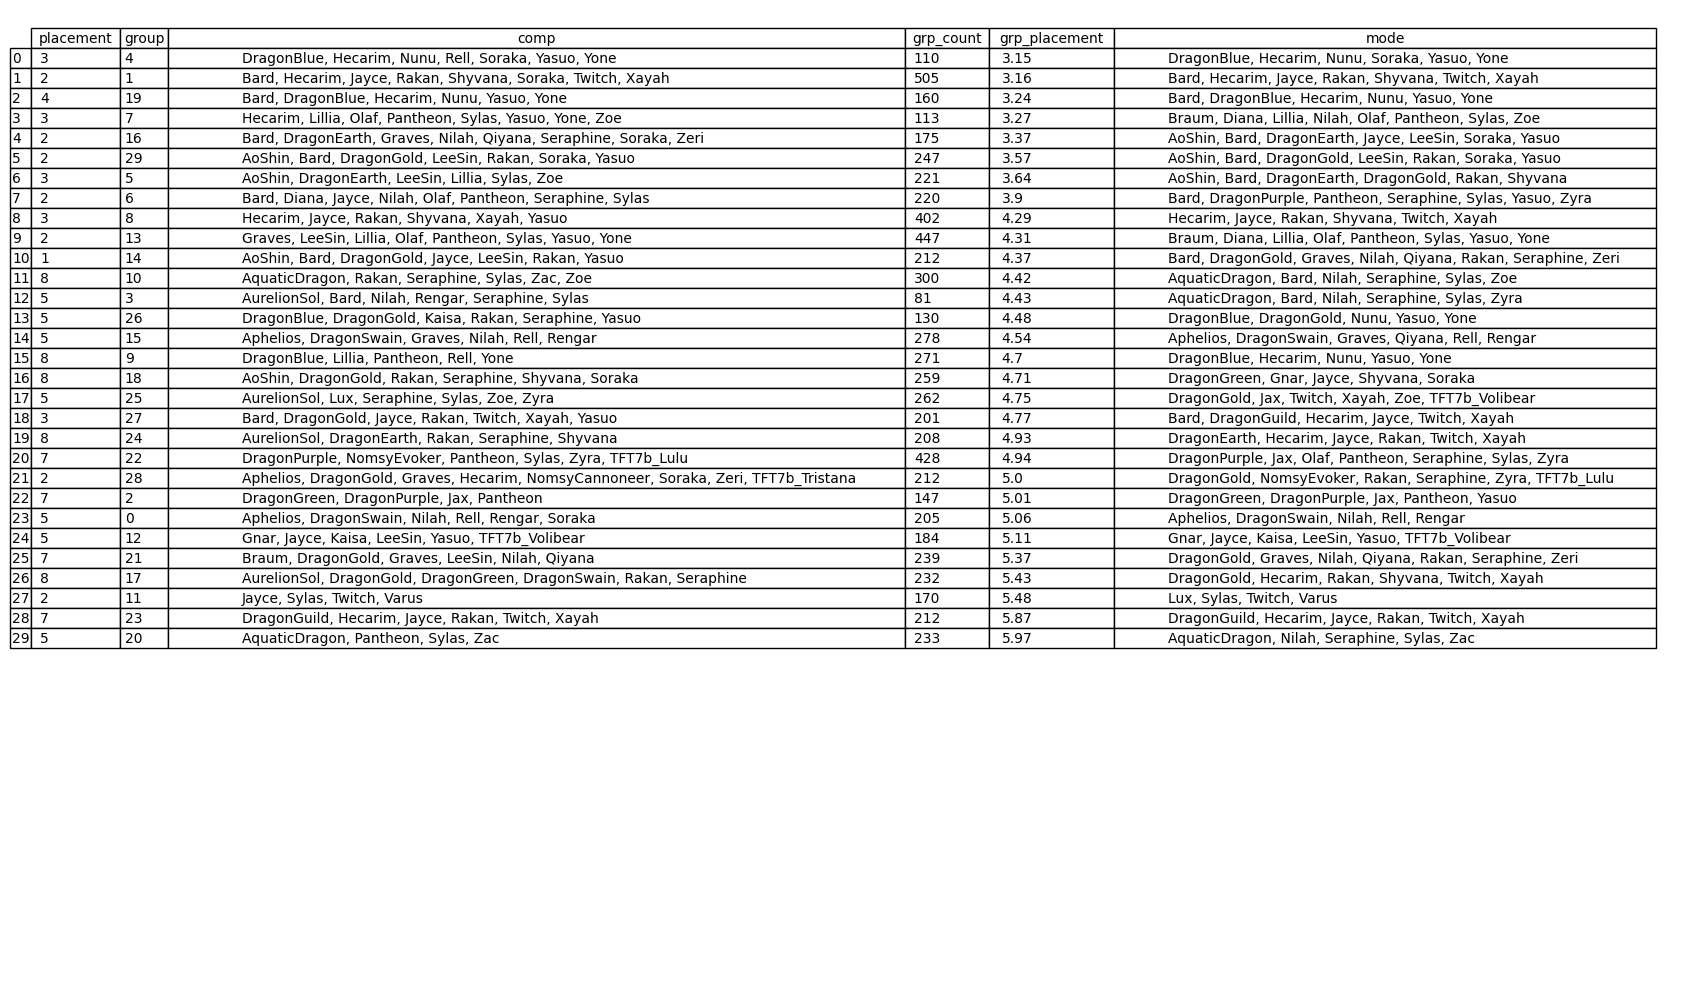 placement group comp grp_count grp_placement mode
0 3 4 DragonBlue, Hecarim, Nunu, Rell, Soraka, Yasuo, Yone 110 3.15 DragonBlue, Hecarim, Nunu, Soraka, Yasuo, Yone
1 2 1 Bard, Hecarim, Jayce, Rakan, Shyvana, Soraka, Twitch, Xayah 505 3.16 Bard, Hecarim, Jayce, Rakan, Shyvana, Twitch, Xayah
2 4 19 Bard, DragonBlue, Hecarim, Nunu, Yasuo, Yone 160 3.24 Bard, DragonBlue, Hecarim, Nunu, Yasuo, Yone
3 3 7 Hecarim, Lillia, Olaf, Pantheon, Sylas, Yasuo, Yone, Zoe 113 3.27 Braum, Diana, Lillia, Nilah, Olaf, Pantheon, Sylas, Zoe
4 2 16 Bard, DragonEarth, Graves, Nilah, Qiyana, Seraphine, Soraka, Zeri 175 3.37 AoShin, Bard, DragonEarth, Jayce, LeeSin, Soraka, Yasuo
5 2 29 AoShin, Bard, DragonGold, LeeSin, Rakan, Soraka, Yasuo 247 3.57 AoShin, Bard, DragonGold, LeeSin, Rakan, Soraka, Yasuo
6 3 5 AoShin, DragonEarth, LeeSin, Lillia, Sylas, Zoe 221 3.64 AoShin, Bard, DragonEarth, DragonGold, Rakan, Shyvana
7 2 6 Bard, Diana, Jayce, Nilah, Olaf, Pantheon, Seraphine, Sylas 220 3.9 Bard, DragonPurple, Pantheon, Seraphine, Sylas, Yasuo, Zyra
8 3 8 Hecarim, Jayce, Rakan, Shyvana, Xayah, Yasuo 402 4.29 Hecarim, Jayce, Rakan, Shyvana, Twitch, Xayah
9 2 13 Graves, LeeSin, Lillia, Olaf, Pantheon, Sylas, Yasuo, Yone 447 4.31 Braum, Diana, Lillia, Olaf, Pantheon, Sylas, Yasuo, Yone
10 1 14 AoShin, Bard, DragonGold, Jayce, LeeSin, Rakan, Yasuo 212 4.37 Bard, DragonGold, Graves, Nilah, Qiyana, Rakan, Seraphine, Zeri
11 8 10 AquaticDragon, Rakan, Seraphine, Sylas, Zac, Zoe 300 4.42 AquaticDragon, Bard, Nilah, Seraphine, Sylas, Zoe
12 5 3 AurelionSol, Bard, Nilah, Rengar, Seraphine, Sylas 81 4.43 AquaticDragon, Bard, Nilah, Seraphine, Sylas, Zyra
13 5 26 DragonBlue, DragonGold, Kaisa, Rakan, Seraphine, Yasuo 130 4.48 DragonBlue, DragonGold, Nunu, Yasuo, Yone
14 5 15 Aphelios, DragonSwain, Graves, Nilah, Rell, Rengar 278 4.54 Aphelios, DragonSwain, Graves, Qiyana, Rell, Rengar
15 8 9 DragonBlue, Lillia, Pantheon, Rell, Yone 271 4.7 DragonBlue, Hecarim, Nunu, Yasuo, Yone
16 8 18 AoShin, DragonGold, Rakan, Seraphine, Shyvana, Soraka 259 4.71 DragonGreen, Gnar, Jayce, Shyvana, Soraka
17 5 25 AurelionSol, Lux, Seraphine, Sylas, Zoe, Zyra 262 4.75 DragonGold, Jax, Twitch, Xayah, Zoe, TFT7b_Volibear
18 3 27 Bard, DragonGold, Jayce, Rakan, Twitch, Xayah, Yasuo 201 4.77 Bard, DragonGuild, Hecarim, Jayce, Twitch, Xayah
19 8 24 AurelionSol, DragonEarth, Rakan, Seraphine, Shyvana 208 4.93 DragonEarth, Hecarim, Jayce, Rakan, Twitch, Xayah
20 7 22 DragonPurple, NomsyEvoker, Pantheon, Sylas, Zyra, TFT7b_Lulu 428 4.94 DragonPurple, Jax, Olaf, Pantheon, Seraphine, Sylas, Zyra
21 2 28 Aphelios, DragonGold, Graves, Hecarim, NomsyCannoneer, Soraka, Zeri, TFT7b_Tristana 212 5.0 DragonGold, NomsyEvoker, Rakan, Seraphine, Zyra, TFT7b_Lulu
22 7 2 DragonGreen, DragonPurple, Jax, Pantheon 147 5.01 DragonGreen, DragonPurple, Jax, Pantheon, Yasuo
23 5 0 Aphelios, DragonSwain, Nilah, Rell, Rengar, Soraka 205 5.06 Aphelios, DragonSwain, Nilah, Rell, Rengar
24 5 12 Gnar, Jayce, Kaisa, LeeSin, Yasuo, TFT7b_Volibear 184 5.11 Gnar, Jayce, Kaisa, LeeSin, Yasuo, TFT7b_Volibear
25 7 21 Braum, DragonGold, Graves, LeeSin, Nilah, Qiyana 239 5.37 DragonGold, Graves, Nilah, Qiyana, Rakan, Seraphine, Zeri
26 8 17 AurelionSol, DragonGold, DragonGreen, DragonSwain, Rakan, Seraphine 232 5.43 DragonGold, Hecarim, Rakan, Shyvana, Twitch, Xayah
27 2 11 Jayce, Sylas, Twitch, Varus 170 5.48 Lux, Sylas, Twitch, Varus
28 7 23 DragonGuild, Hecarim, Jayce, Rakan, Twitch, Xayah 212 5.87 DragonGuild, Hecarim, Jayce, Rakan, Twitch, Xayah
29 5 20 AquaticDragon, Pantheon, Sylas, Zac 233 5.97 AquaticDragon, Nilah, Seraphine, Sylas, Zac